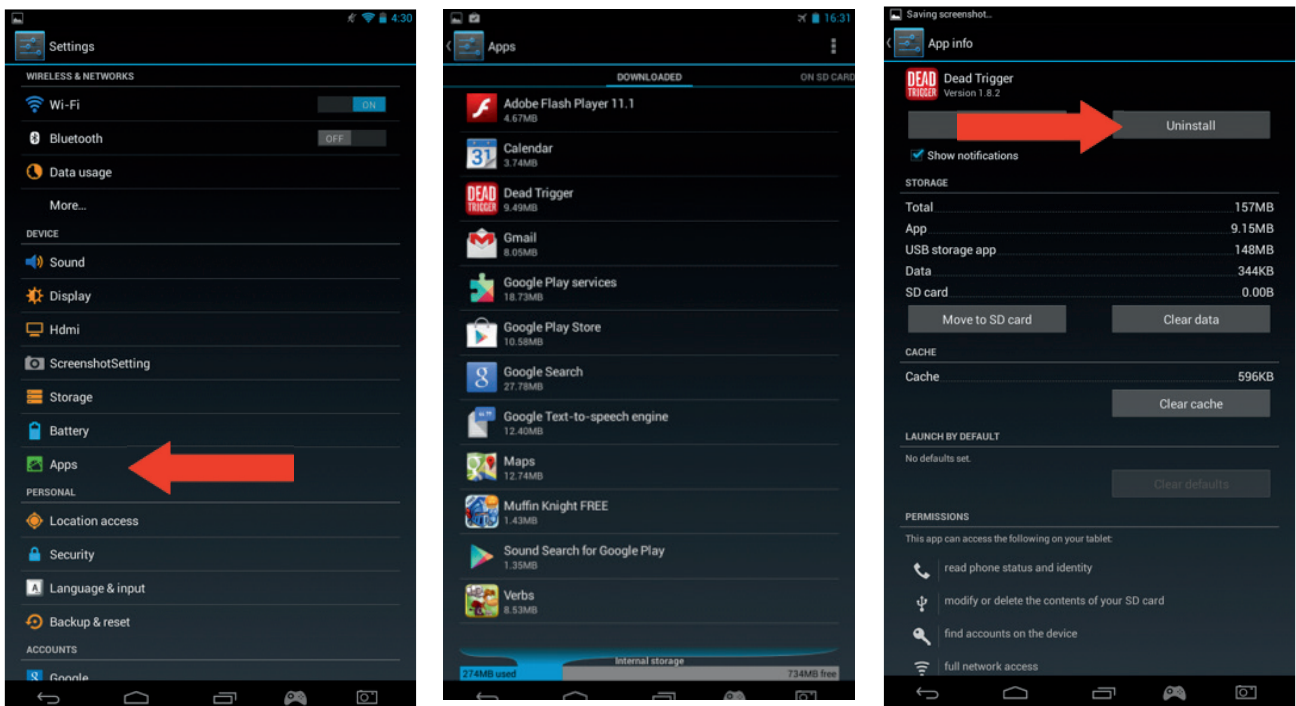 4:30
Settings
WIRELESS & NETWORKS
Wi-Fi
ON
Bluetooth
OFF
Data usage
More...
DEVICE
Sound
Display
Hdmi
ScreenshotSetting
Storage
Battery
Apps
PERSONAL
Location access
Security
A
Language & input
Backup & reset
ACCOUNTS
8 Google
16:31
Apps
DOWNLOADED
ON SD CARD
Adobe Flash Player 11.1
4.67MB
31
Calendar
3.74MB
DEAD TRIGGER
Dead Trigger
9.49MB
Gmail
8.05MB
Google Play services
18.73MB
Google Play Store
10.58MB
8
Google Search
27.78MB
Google Text-to-speech engine
12.40MB
Maps
12.74MB
Muffin Knight FREE
1.43MB
Sound Search for Google Play
1.35MB
Verbs
8.53MB
Internal storage
274MB used
734MB free
Saving screenshot...
App info
DEAD TRIGGER
Dead Trigger
Version 1.8.2
Uninstall
Show notifications
STORAGE
Total 157MB
App 9.15MB
USB storage app 148MB
Data 344KB
SD card 0.00B
Move to SD card
Clear data
CACHE
Cache 596KB
Clear cache
LAUNCH BY DEFAULT
No defaults set.
Clear defaults
PERMISSIONS
This app can access the following on your tablet:
read phone status and identity
modify or delete the contents of your SD card
find accounts on the device
full network access